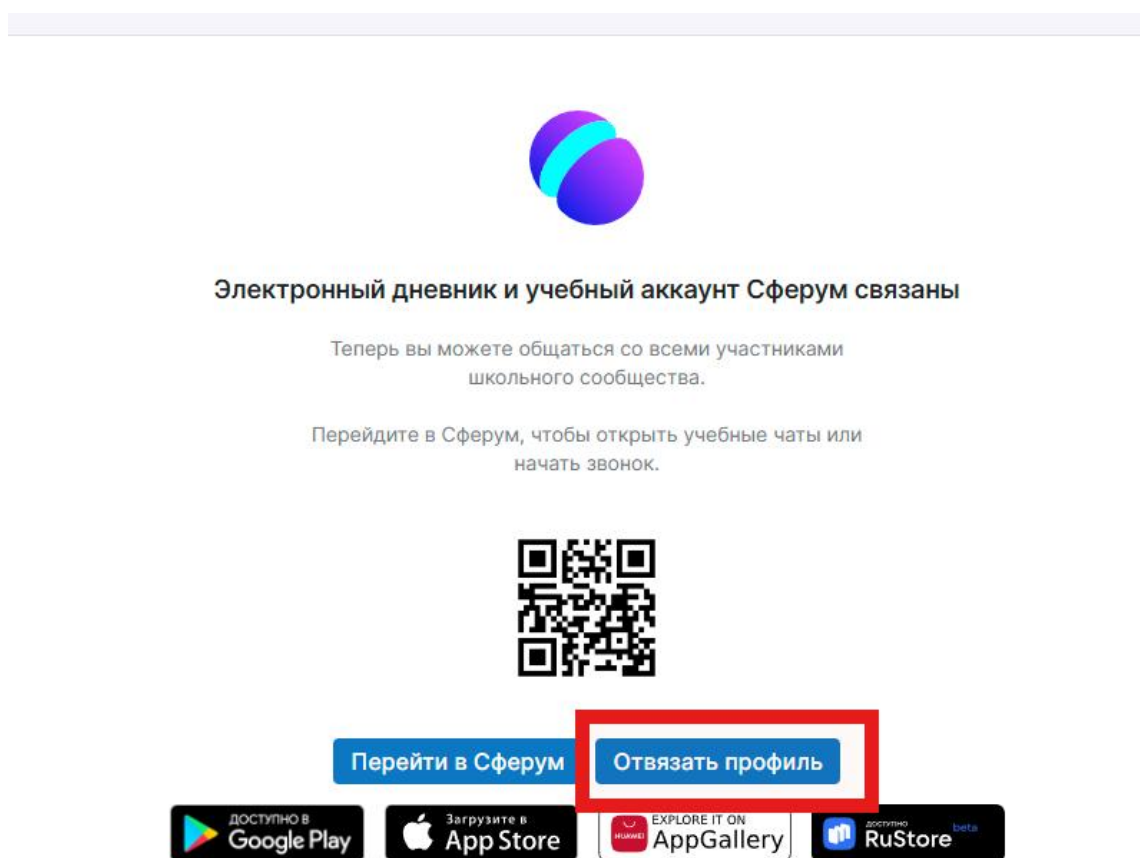 Электронный дневник и учебный аккаунт Сферум связаны
Теперь вы можете общаться со всеми участниками
школьного сообщества.
Перейдите в Сферум, чтобы открыть учебные чаты или
начать звонок.
Перейти в Сферум
Отвязать профиль
ДОСТУПНО В
Google Play
Загрузите в
App Store
HUAWEI
EXPLORE IT ON
AppGallery
доступно
RuStore beta